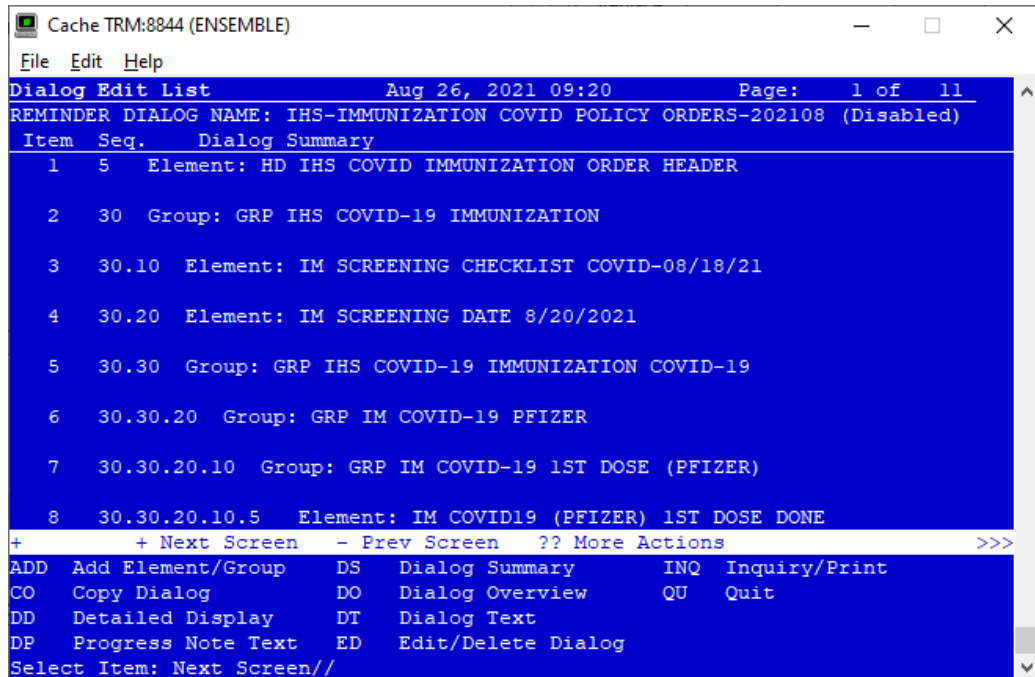 Cache TRM:8844 (ENSEMBLE)
File Edit Help
Dialog Edit List Aug 26, 2021 09:20 Page: 1 of 11
REMINDER DIALOG NAME: IHS-IMMUNIZATION COVID POLICY ORDERS-202108 (Disabled)
Item Seq. Dialog Summary
1 5 Element: HD IHS COVID IMMUNIZATION ORDER HEADER
2 30 Group: GRP IHS COVID-19 IMMUNIZATION
3 30.10 Element: IM SCREENING CHECKLIST COVID-08/18/21
4 30.20 Element: IM SCREENING DATE 8/20/2021
5 30.30 Group: GRP IHS COVID-19 IMMUNIZATION COVID-19
6 30.30.20 Group: GRP IM COVID-19 PFIZER
7 30.30.20.10 Group: GRP IM COVID-19 1ST DOSE (PFIZER)
8 30.30.20.10.5 Element: IM COVID19 (PFIZER) 1ST DOSE DONE
+ + Next Screen - Prev Screen ?? More Actions >>>
ADD Add Element/Group DS Dialog Summary INQ Inquiry/Print
CO Copy Dialog DO Dialog Overview QU Quit
DD Detailed Display DT Dialog Text
DP Progress Note Text ED Edit/Delete Dialog
Select Item: Next Screen//